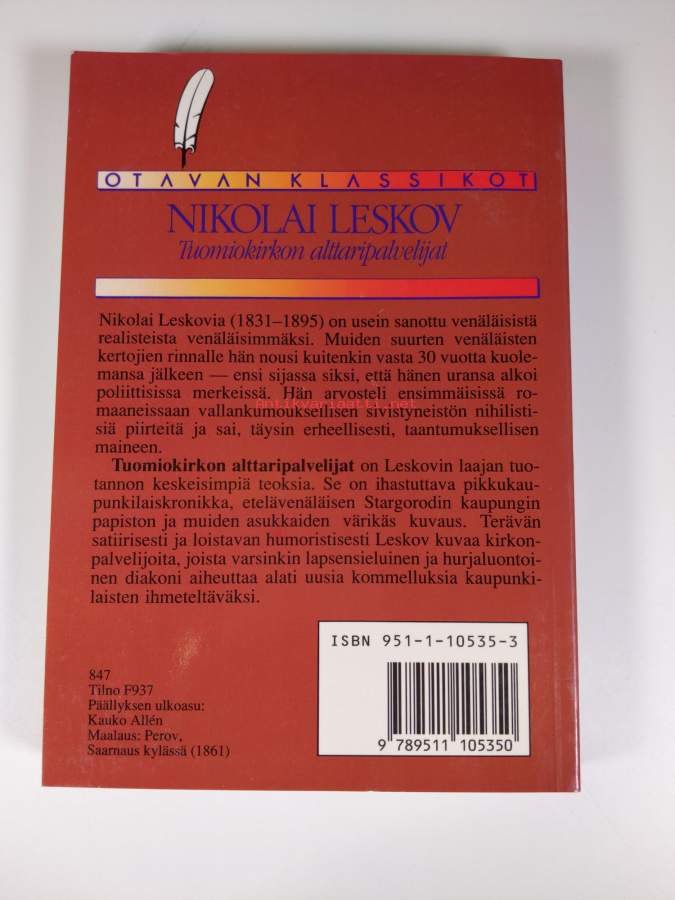 OTAVAN KLASSIKOT
NIKOLAI LESKOV
Tuomiokirkon alttaripalvelijat
Nikolai Leskovia (1831–1895) on usein sanottu venäläisistä
realisteista venäläisimmäksi. Muiden suurten venäläisten
kertojien rinnalle hän nousi kuitenkin vasta 30 vuotta kuole-
mansa jälkeen — ensi sijassa siksi, että hänen uransa alkoi
poliittisissa merkeissä. Hän arvosteli ensimmäisissä ro-
antikvariaatti.net
maaneissaan vallankumouksellisen sivistyneistön nihilisti-
siä piirteitä ja sai, täysin erheellisesti, taantumuksellisen
maineen.
Tuomiokirkon alttaripalvelijat on Leskovin laajan tuo-
tannon keskeisimpiä teoksia. Se on ihastuttava pikkukau-
punkilaiskronikka, etelävenäläisen Stargorodin kaupungin
papiston ja muiden asukkaiden värikäs kuvaus. Terävän
satiirisesti ja loistavan humoristisesti Leskov kuvaa kirkon-
palvelijoita, joista varsinkin lapsensieluinen ja hurjaluontoi-
nen diakoni aiheuttaa alati uusia kommelluksia kaupunki-
laisten ihmeteltäväksi.
ISBN 951-1-10535-3
9 789511 105350
847
Tilno F937
Päällyksen ulkoasu:
Kauko Allén
Maalaus: Perov,
Saarnaus kylässä (1861)